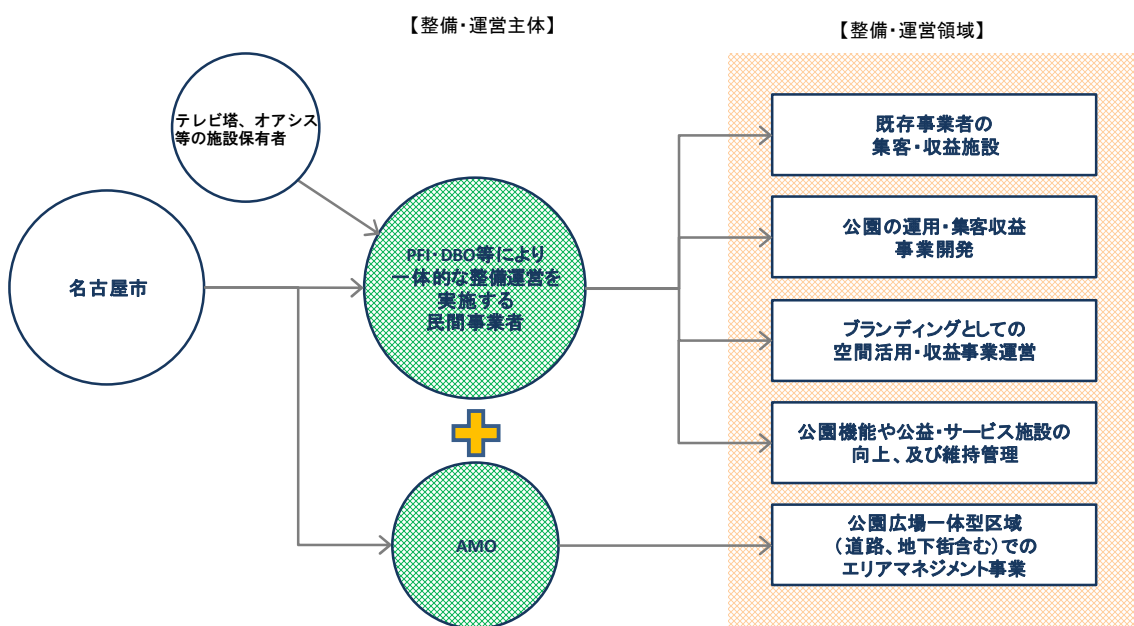 【整備・運営主体】
【整備・運営領域】
テレビ塔、オアシス
等の施設保有者
名古屋市
PFI・DBO等により
一体的な整備運営を
実施する
民間事業者
AMO
既存事業者の
集客・収益施設
公園の運用・集客収益
事業開発
ブランディングとしての
空間活用・収益事業運営
公園機能や公益・サービス施設の
向上、及び維持管理
公園広場一体型区域
（道路、地下街含む）での
エリアマネジメント事業